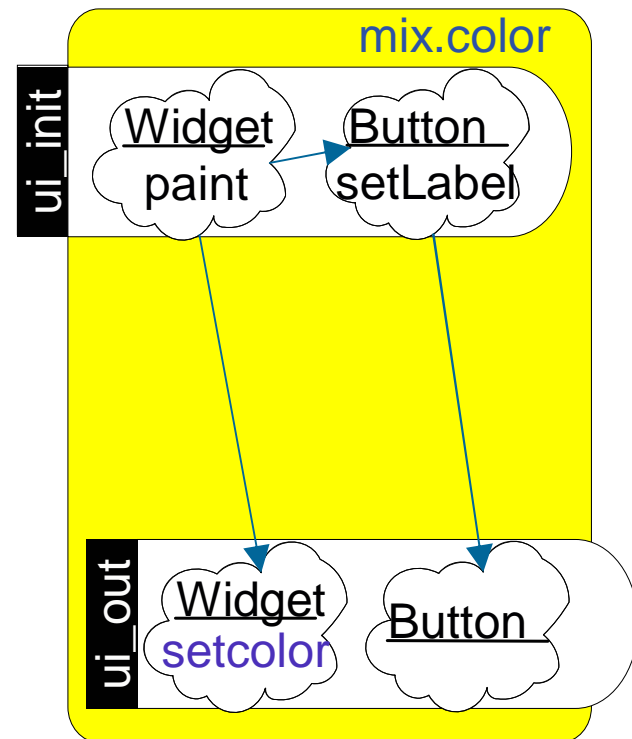 mix.color
ui_init
Widget
paint
Button
setLabel
ui_out
Widget
setcolor
Button